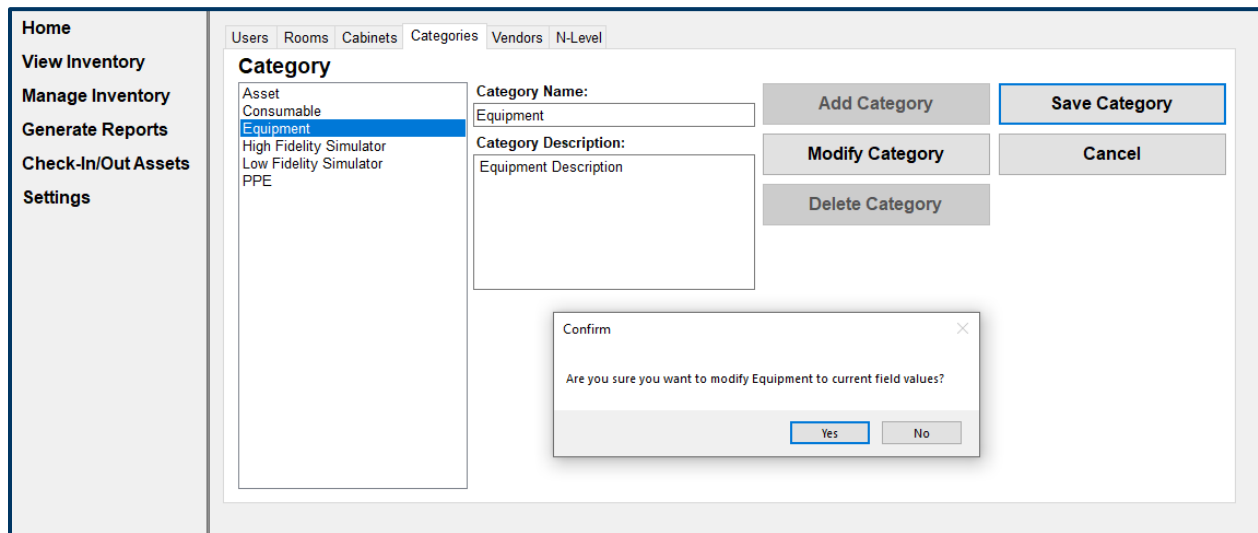 Home
View Inventory
Manage Inventory
Generate Reports
Check-In/Out Assets
Settings
Users Rooms Cabinets Categories Vendors N-Level
Category
Asset
Consumable
Equipment
High Fidelity Simulator
Low Fidelity Simulator
PPE
Category Name:
Equipment
Category Description:
Equipment Description
Add Category
Save Category
Modify Category
Cancel
Delete Category
Confirm
Are you sure you want to modify Equipment to current field values?
Yes
No